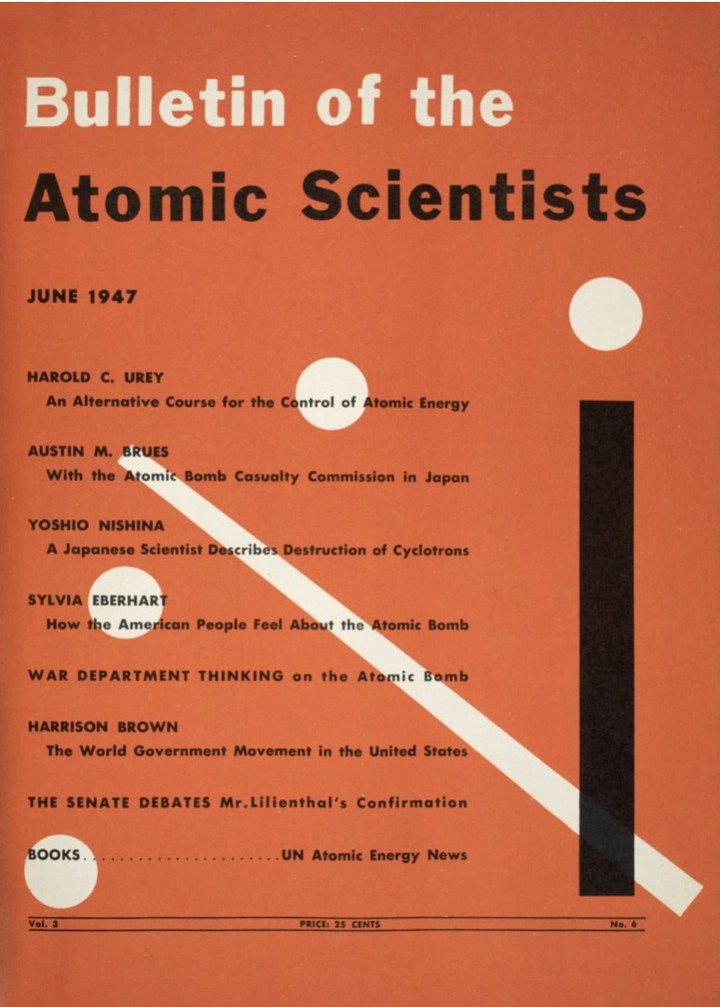 Bulletin of the
Atomic Scientists
JUNE 1947
HAROLD C. UREY
An Alternative Course for the Control of Atomic Energy
AUSTIN M. BRUES
With the Atomic Bomb Casualty Commission in Japan
YOSHIO NISHINA
A Japanese Scientist Describes Destruction of Cyclotrons
SYLVIA EBERHART
How the American People Feel About the Atomic Bomb
WAR DEPARTMENT THINKING on the Atomic Bomb
HARRISON BROWN
The World Government Movement in the United States
THE SENATE DEBATES Mr.Lilienthal's Confirmation
BOOKS.......................UN Atomic Energy News
Vol. 3 PRICE: 25 CENTS No. 6